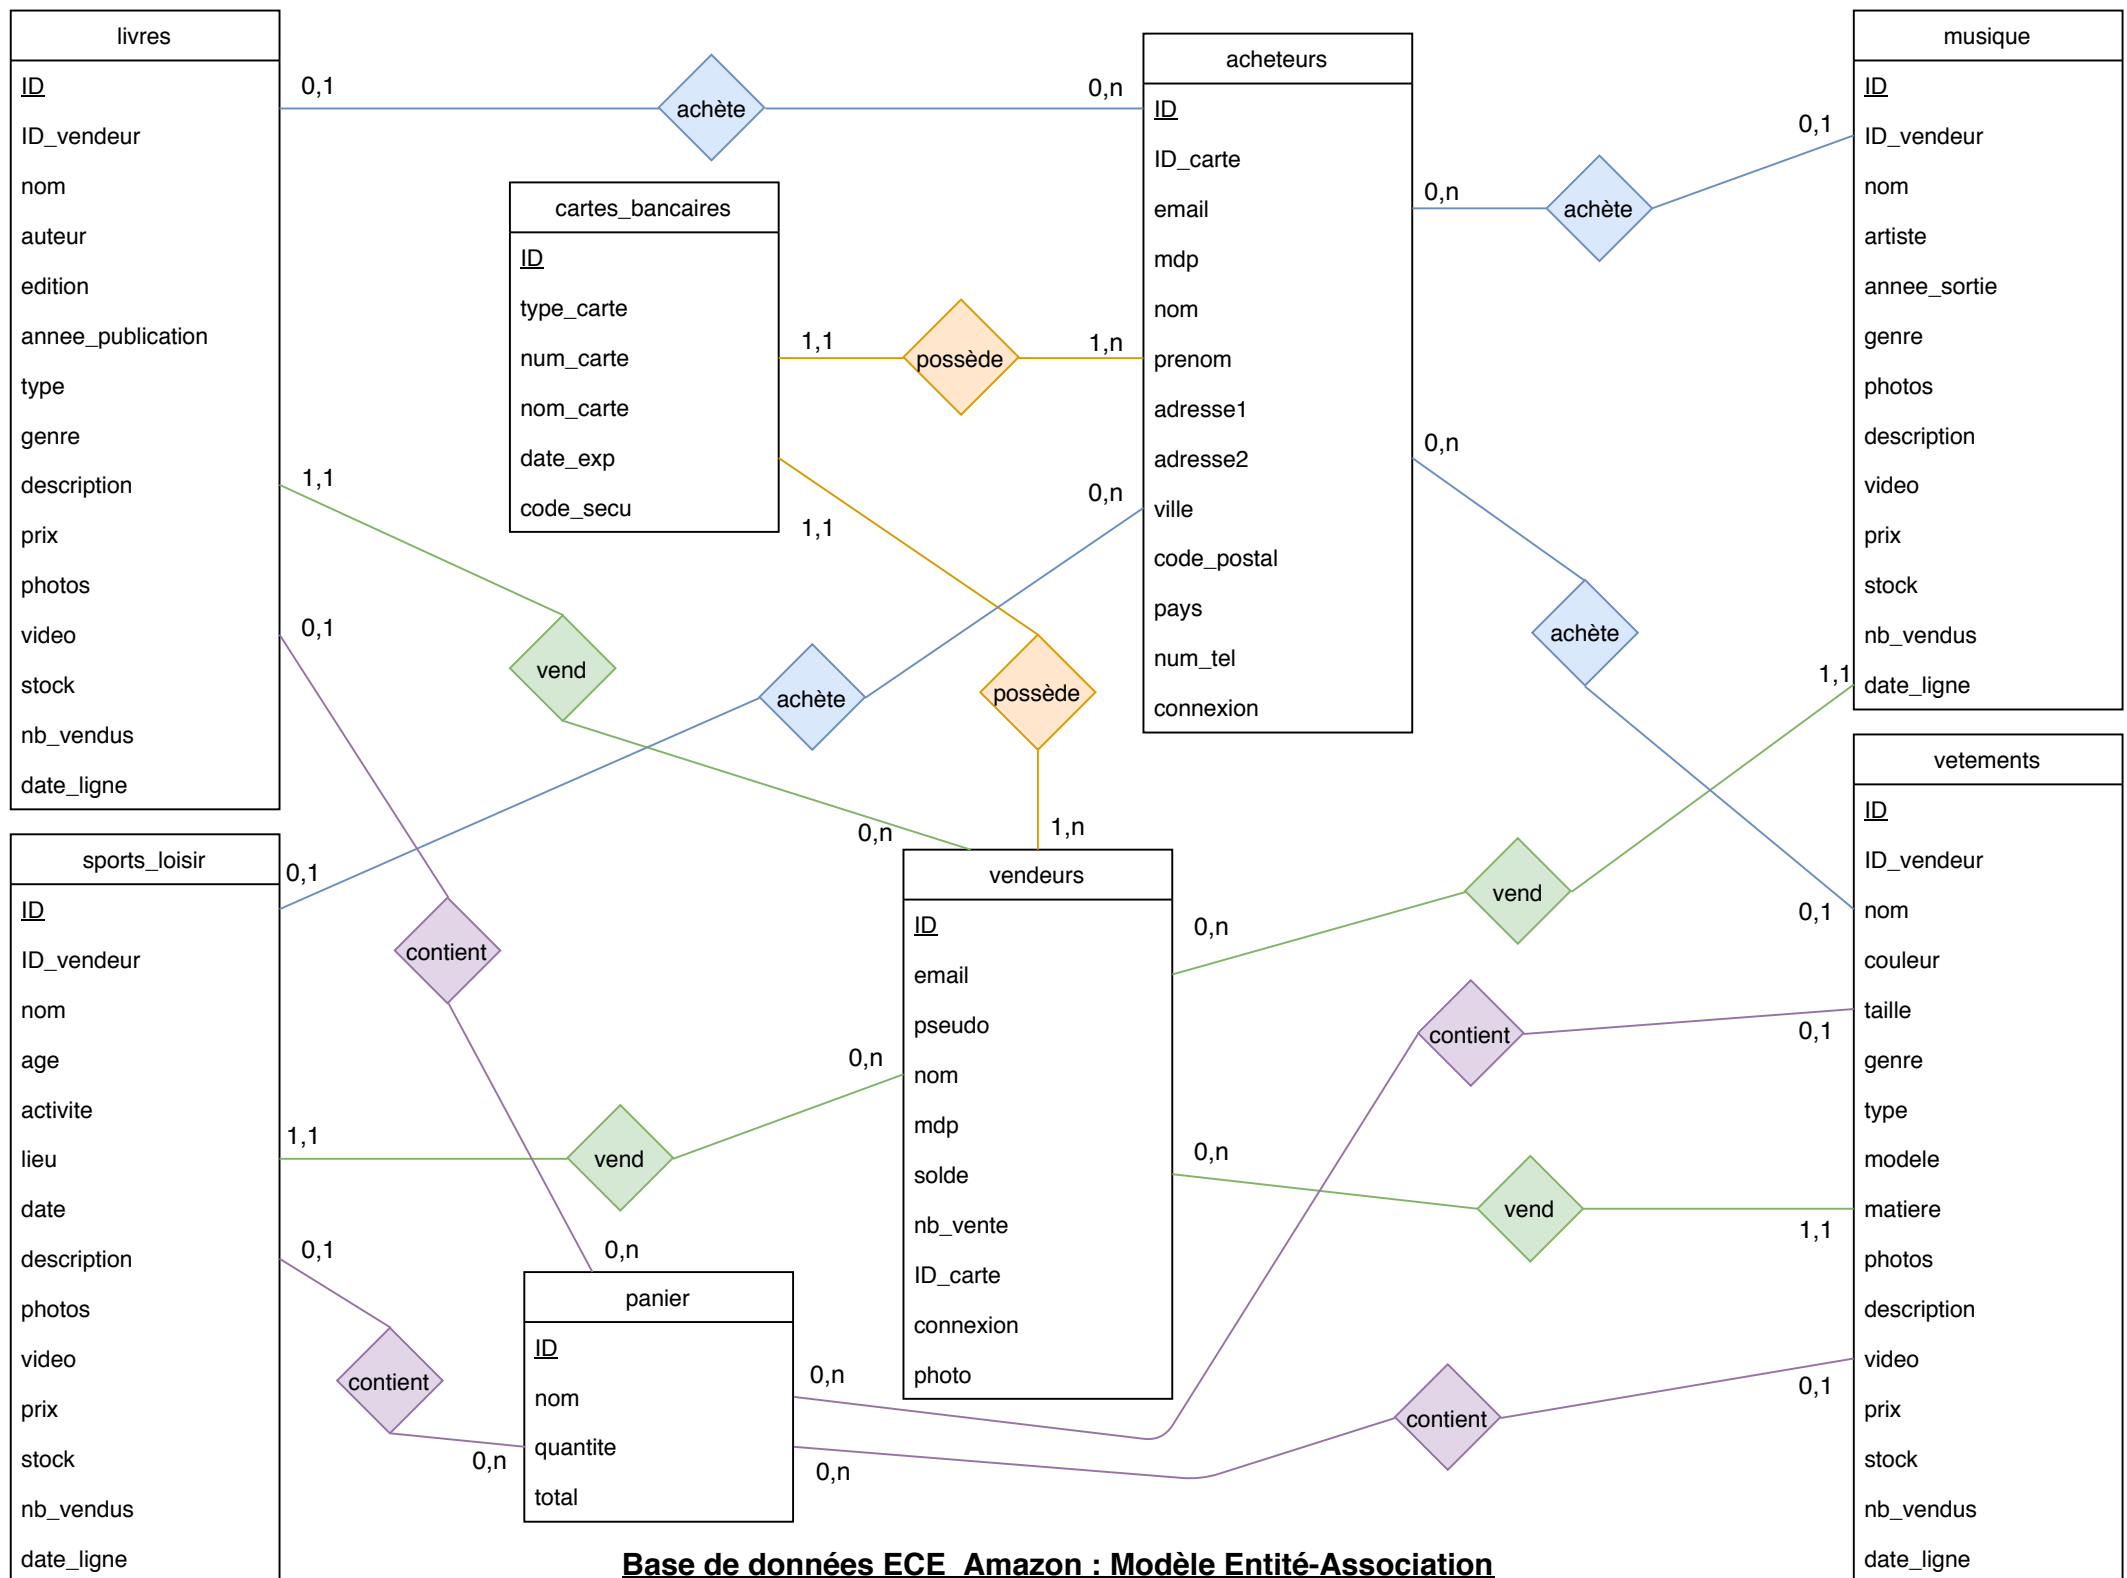 livres
ID
ID_vendeur
nom
auteur
edition
annee_publication
type
genre
description
prix
photos
video
stock
nb_vendus
date_ligne
0,1
achète
0,n
1,1
0,1
cartes_bancaires
ID
type_carte
num_carte
nom_carte
date_exp
code_secu
1,1
possède
1,n
1,1
possède
1,n
acheteurs
ID
ID_carte
email
mdp
nom
prenom
adresse1
adresse2
ville
code_postal
pays
num_tel
connexion
0,n
achète
0,1
0,n
achète
0,1
musique
ID
ID_vendeur
nom
artiste
annee_sortie
genre
photos
description
video
prix
stock
nb_vendus
date_ligne
1,1
vend
0,n
0,n
achète
0,1
vend
0,n
contient
0,n
sports_loisir
ID
ID_vendeur
nom
age
activite
lieu
date
description
photos
video
prix
stock
nb_vendus
date_ligne
1,1
vend
0,n
0,1
contient
0,n
panier
ID
nom
quantite
total
0,n
contient
0,1
0,n
contient
0,1
vendeurs
ID
email
pseudo
nom
mdp
solde
nb_vente
ID_carte
connexion
photo
0,n
vend
1,1
vetements
ID
ID_vendeur
nom
couleur
taille
genre
type
modele
matiere
photos
description
video
prix
stock
nb_vendus
date_ligne
Base de données ECE_Amazon : Modèle Entité-Association